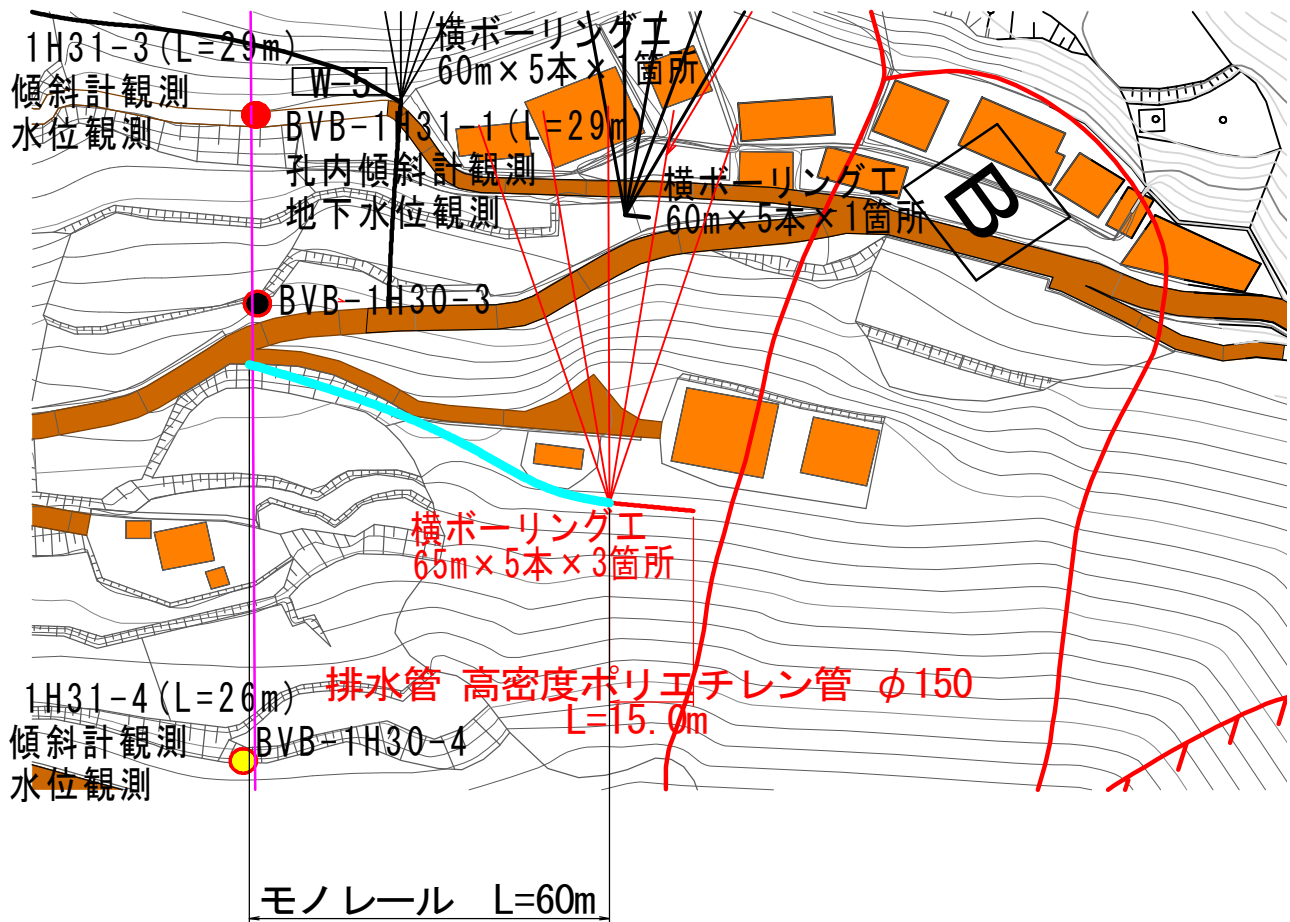 1H31-3(L=29m)
傾斜計観測
水位観測
W-5
横ボーリング工
60m×5本×1箇所
BVB-1H31-1(L=29m)
孔内傾斜計観測
地下水位観測
横ボーリング工
60m×5本×1箇所
B
BVB-1H30-3
横ボーリング工
65m×5本×3箇所
排水管 高密度ポリエチレン管 φ150
L=15.0m
1H31-4(L=26m)
傾斜計観測
水位観測
BVB-1H30-4
モノレール L=60m